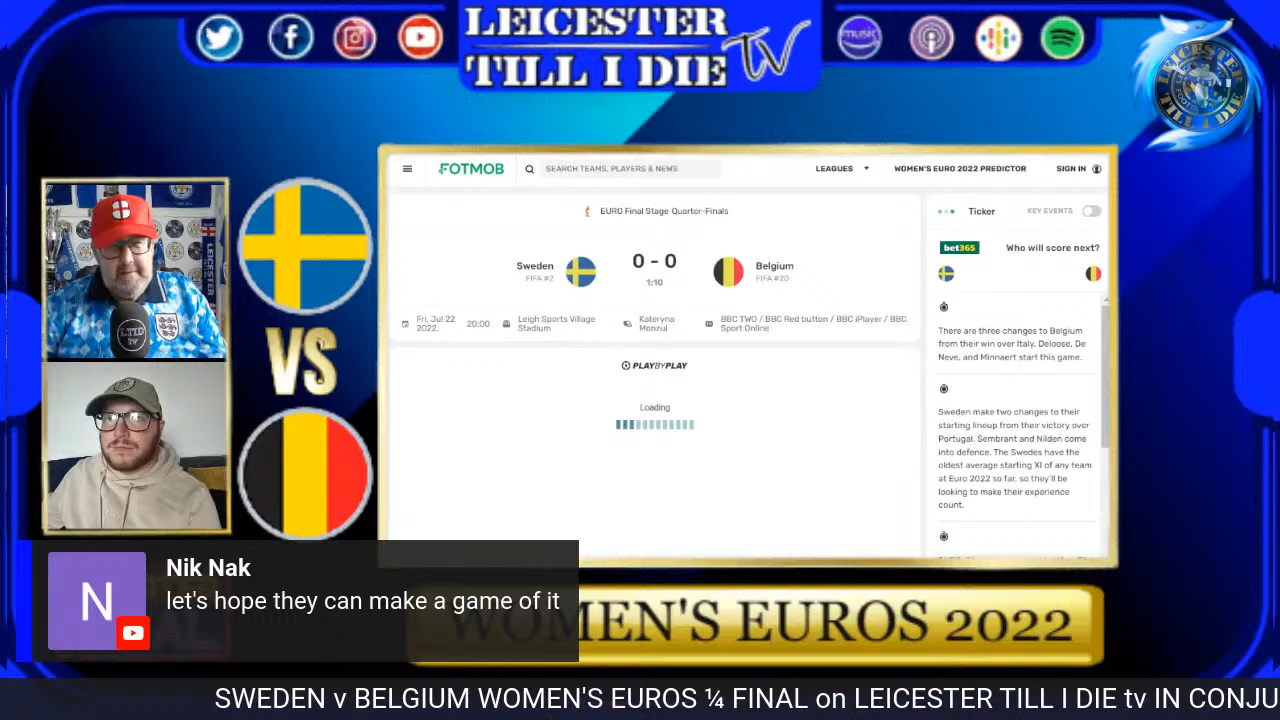 LEICESTER
TILL I DIE TV
music
LEICESTER
TILL I DIE
FOTMOB
SEARCH TEAMS, PLAYERS & NEWS
LEAGUES
WOMEN'S EURO 2022 PREDICTOR
SIGN IN
EURO Final Stage Quarter-Finals
Sweden
FIFA #2
0 - 0
1:10
Belgium
FIFA #20
Fri, Jul 22
2022,
20:00
Leigh Sports Village
Stadium
Kateryna
Monzul
BBC TWO / BBC Red button / BBC iPlayer / BBC
Sport Online
PLAYBYPLAY
Loading
Ticker
KEY EVENTS
bet365
Who will score next?
There are three changes to Belgium
from their win over Italy. Deloose, De
Neve, and Minnaert start this game.
Sweden make two changes to their
starting lineup from their victory over
Portugal. Sembrant and Nilden come
into defence. The Swedes have the
oldest average starting XI of any team
at Euro 2022 so far, so they'll be
looking to make their experience
count.
LTID
tv
VS
N
Nik Nak
let's hope they can make a game of it
WOMEN'S EUROS 2022
SWEDEN v BELGIUM WOMEN'S EUROS ¼ FINAL on LEICESTER TILL I DIE tv IN CONJU